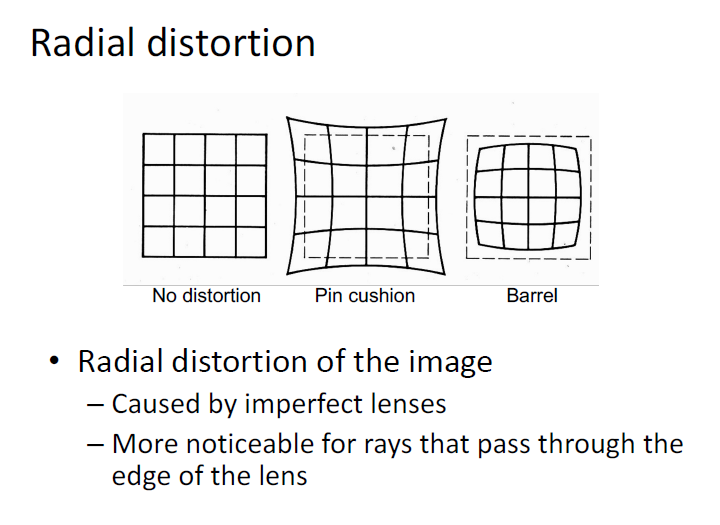 Radial distortion
No distortion Pin cushion Barrel
• Radial distortion of the image
– Caused by imperfect lenses
– More noticeable for rays that pass through the
edge of the lens